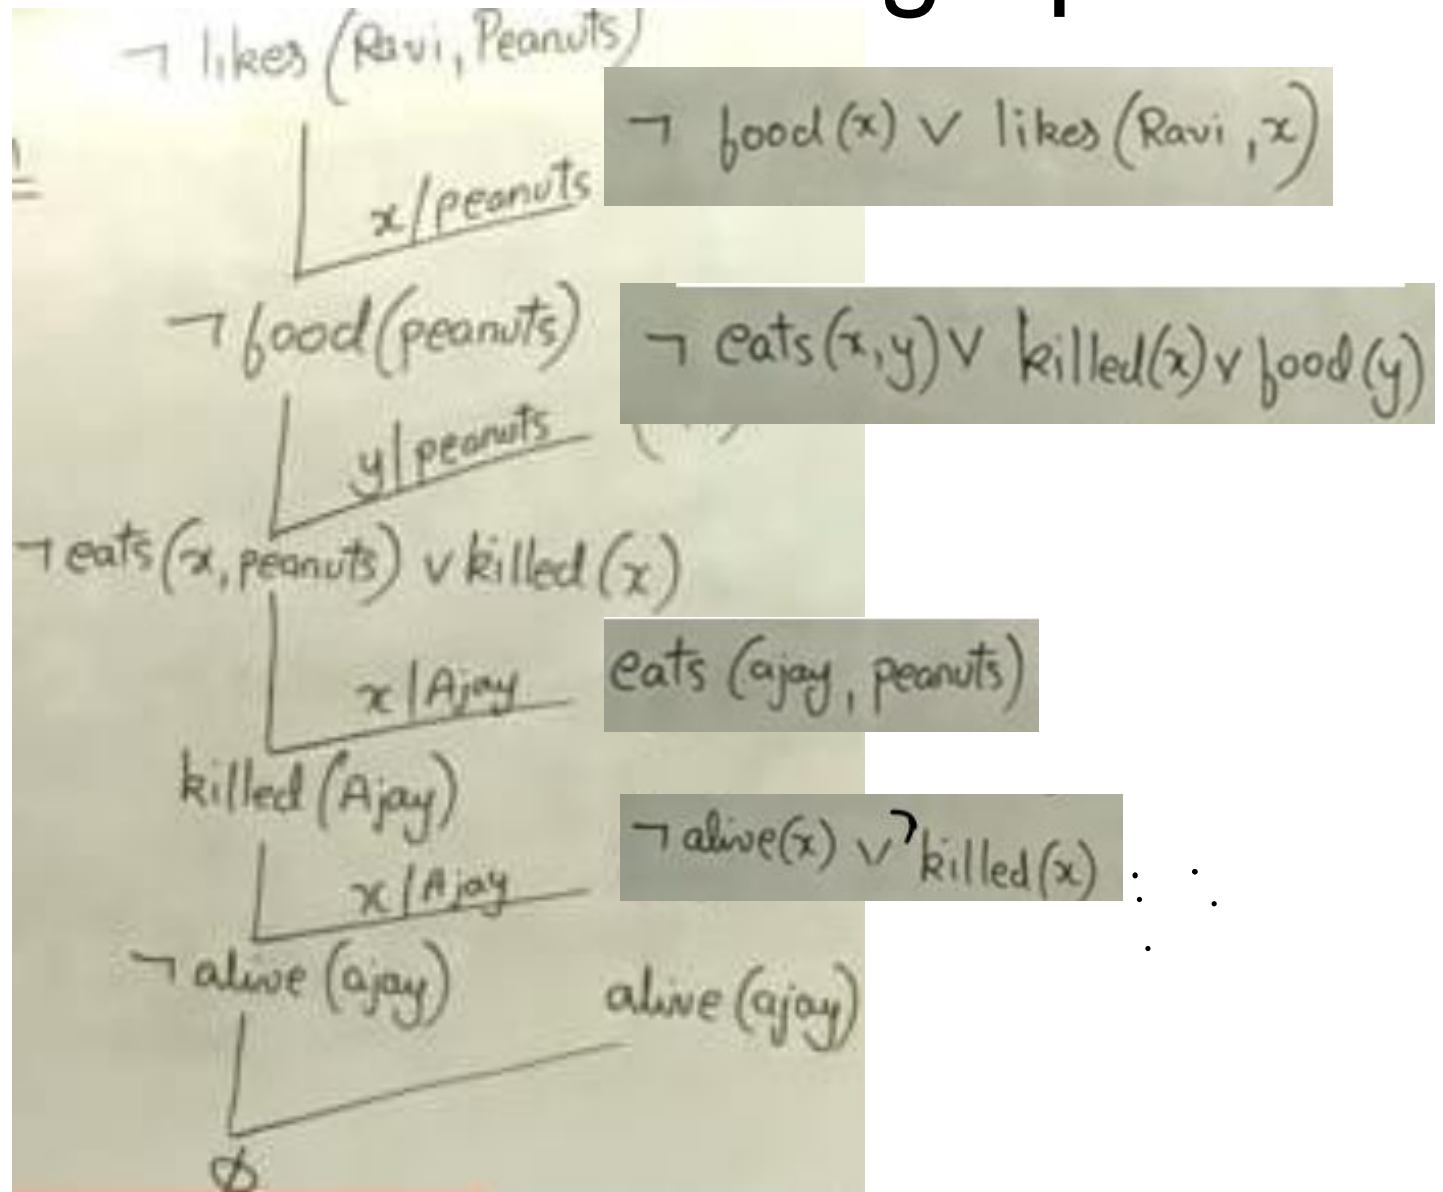 ¬ likes (Ravi, Peanuts)
¬ food (x) ∨ likes (Ravi, x)
x/peanuts
¬ food (peanuts)
¬ eats (x, y) ∨ killed (x) ∨ food (y)
y|peanuts
¬ eats (x, peanuts) ∨ killed (x)
eats (ajay, peanuts)
x|Ajay
killed (Ajay)
¬ alive (x) ∨ ¬ killed (x)
x|Ajay
¬ alive (ajay)
alive (ajay)
ϕ